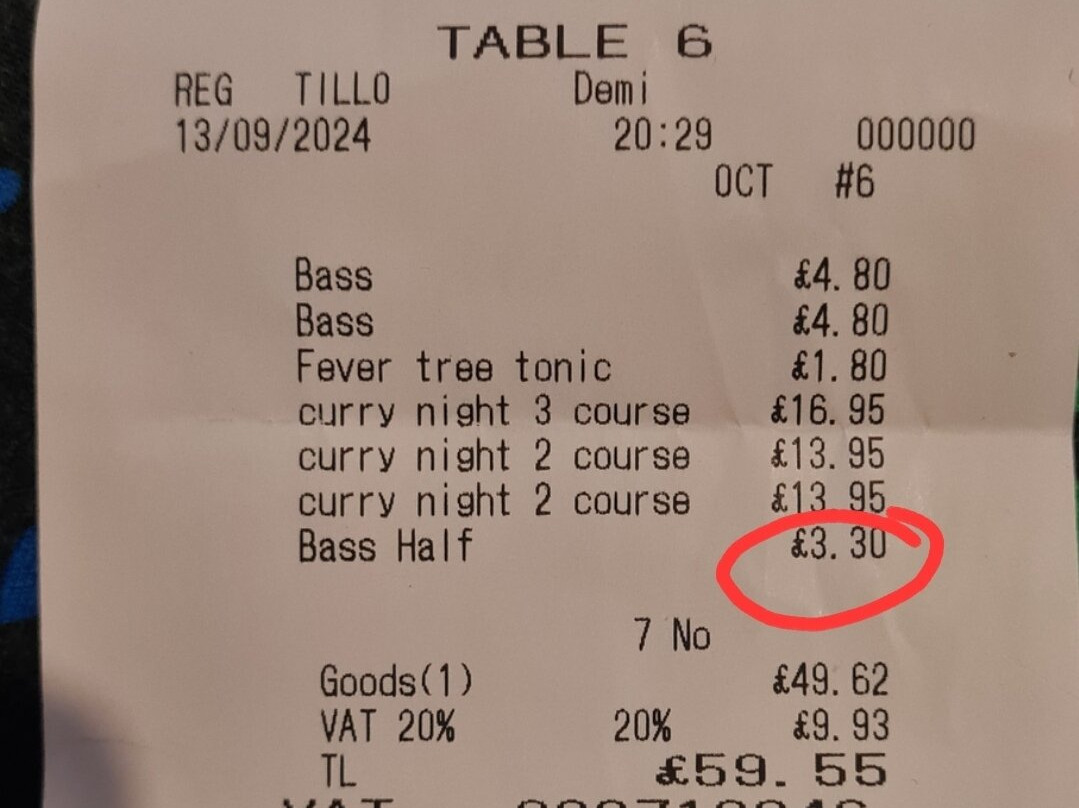 TABLE 6
REG TILL0 Demi
13/09/2024 20:29 000000
OCT #6
Bass £4.80
Bass £4.80
Fever tree tonic £1.80
curry night 3 course £16.95
curry night 2 course £13.95
curry night 2 course £13.95
Bass Half £3.30
7 No
Goods(1) £49.62
VAT 20% 20% £9.93
TL £59.55
VAT